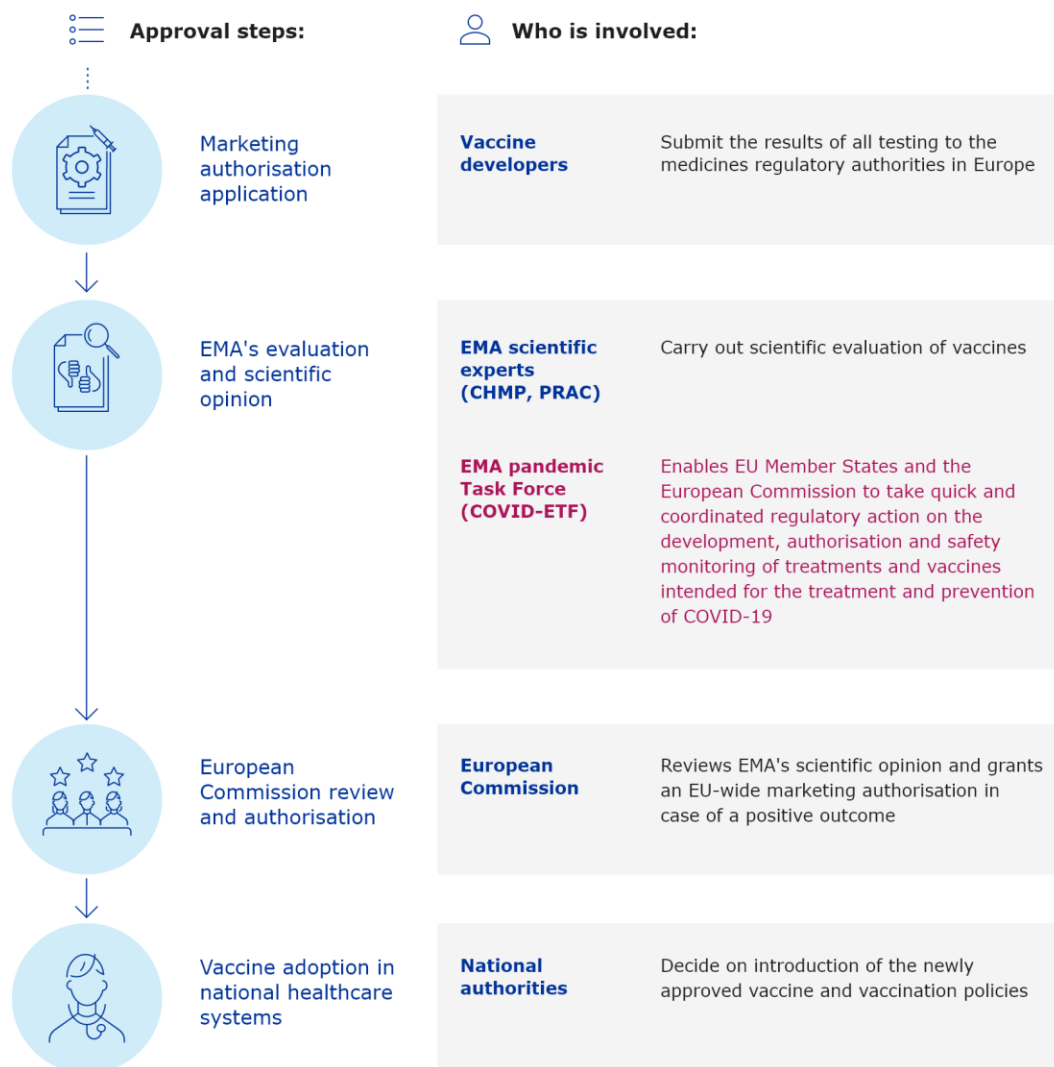 Approval steps:
Who is involved:
Marketing
authorisation
application
Vaccine
developers
Submit the results of all testing to the
medicines regulatory authorities in Europe
EMA's evaluation
and scientific
opinion
EMA scientific
experts
(CHMP, PRAC)
Carry out scientific evaluation of vaccines
EMA pandemic
Task Force
(COVID-ETF)
Enables EU Member States and the
European Commission to take quick and
coordinated regulatory action on the
development, authorisation and safety
monitoring of treatments and vaccines
intended for the treatment and prevention
of COVID-19
European
Commission review
and authorisation
European
Commission
Reviews EMA's scientific opinion and grants
an EU-wide marketing authorisation in
case of a positive outcome
Vaccine adoption in
national healthcare
systems
National
authorities
Decide on introduction of the newly
approved vaccine and vaccination policies